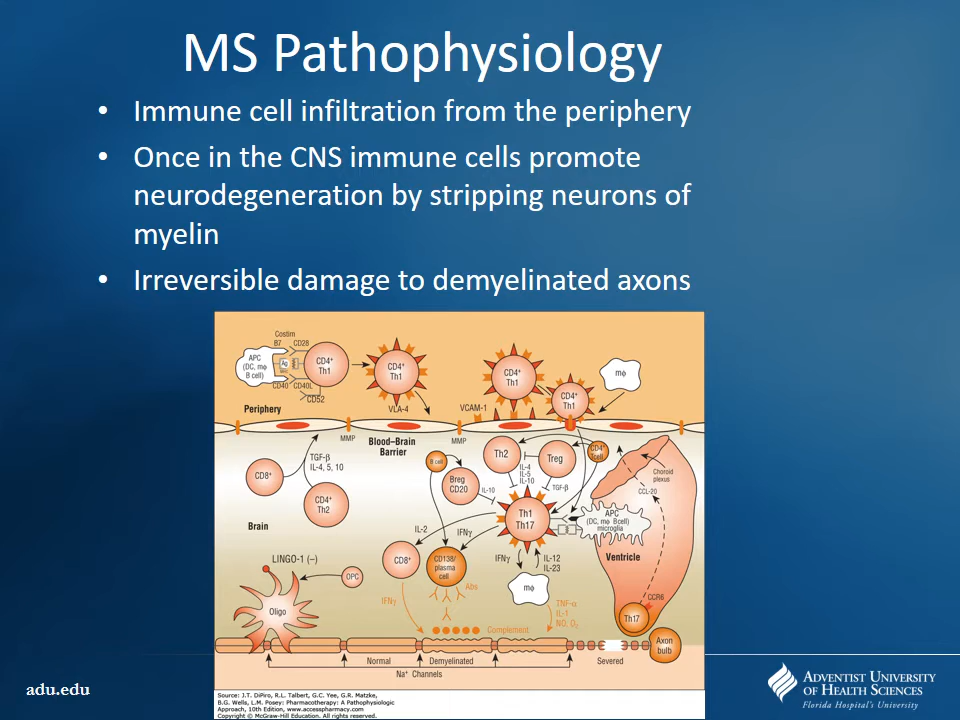 MS Pathophysiology
• Immune cell infiltration from the periphery
• Once in the CNS immune cells promote
neurodegeneration by stripping neurons of
myelin
• Irreversible damage to demyelinated axons
Costim
B7 CD28
APC
(DC, mφ
B cell)
Ag
CD4+
Th1
CD40 CD40L
CD52
CD4+
Th1
CD4+
Th1
CD4+
Th1
mφ
Periphery
VLA-4
VCAM-1
MMP
Blood–Brain
Barrier
MMP
CD8+
TGF-β
IL-4, 5, 10
CD4+
Th2
Brain
B cell
Breg
CD20
IL-10
Th2
IL-4
IL-5
IL-10
Treg
TGF-β
CD4+
Tcell
Th1
Th17
APC
(DC, mφ Bcell)
microglia
Choroid
plexus
CCL-20
Ventricle
IL-2
IFNγ
CD8+
CD138/
plasma
cell
Abs
IFNγ
IL-12
IL-23
mφ
LINGO-1 (–)
OPC
Oligo
IFNγ
Complement
TNF-α
IL-1
NO, O2
CCR6
Th17
Axon
bulb
Normal
Demyelinated
Severed
Na+ Channels
Source: J.T. DiPiro, R.L. Talbert, G.C. Yee, G.R. Matzke,
B.G. Wells, L.M. Posey: Pharmacotherapy: A Pathophysiologic
Approach, 10th Edition, www.accesspharmacy.com
Copyright © McGraw-Hill Education. All rights reserved.
adu.edu
ADVENTIST UNIVERSITY
OF HEALTH SCIENCES
Florida Hospital's University